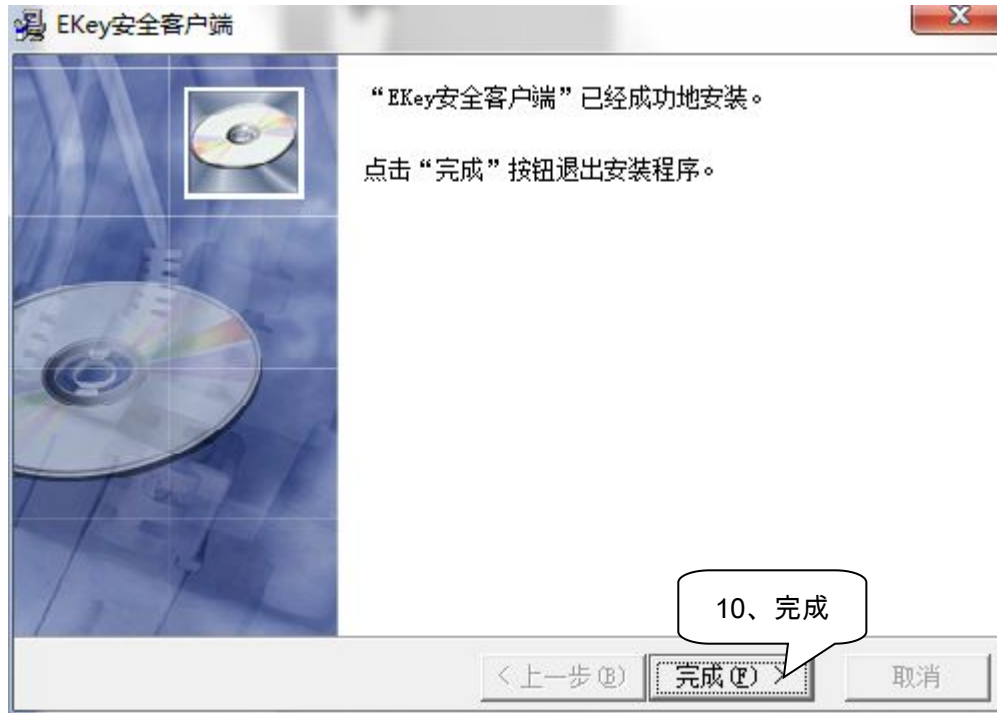 EKey安全客户端
X
“EKey安全客户端”已经成功地安装。
点击“完成”按钮退出安装程序。
10、完成
<上一步(B)
完成(F) >
取消